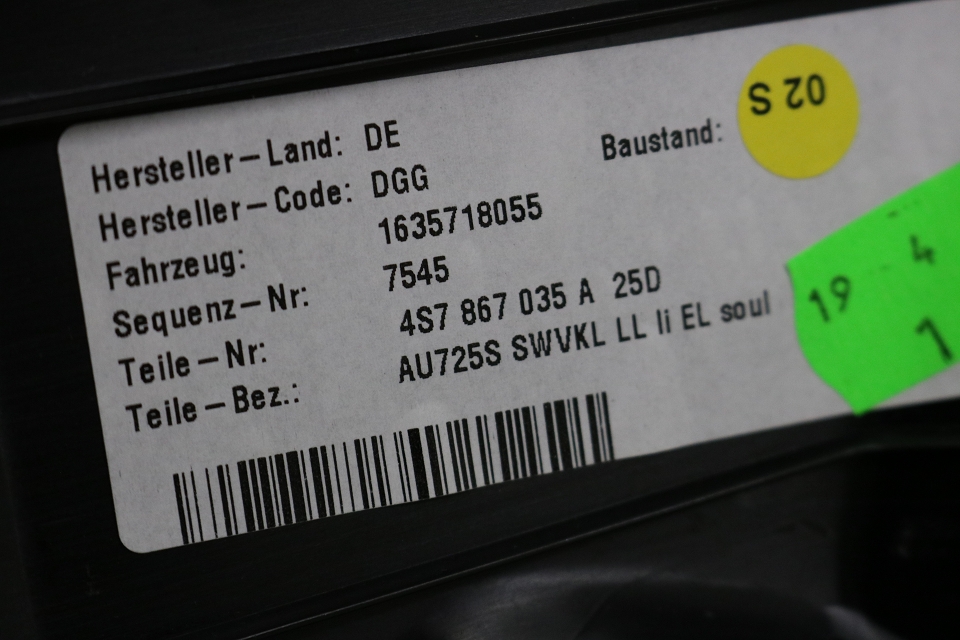 Hersteller-Land: DE
Hersteller-Code: DGG
Fahrzeug: 1635718055
Sequenz-Nr: 7545
Teile-Nr: 4S7 867 035 A 25D
Teile-Bez.: AU725S SWVKL LL li EL soul
Baustand:
02 S
19 4
1